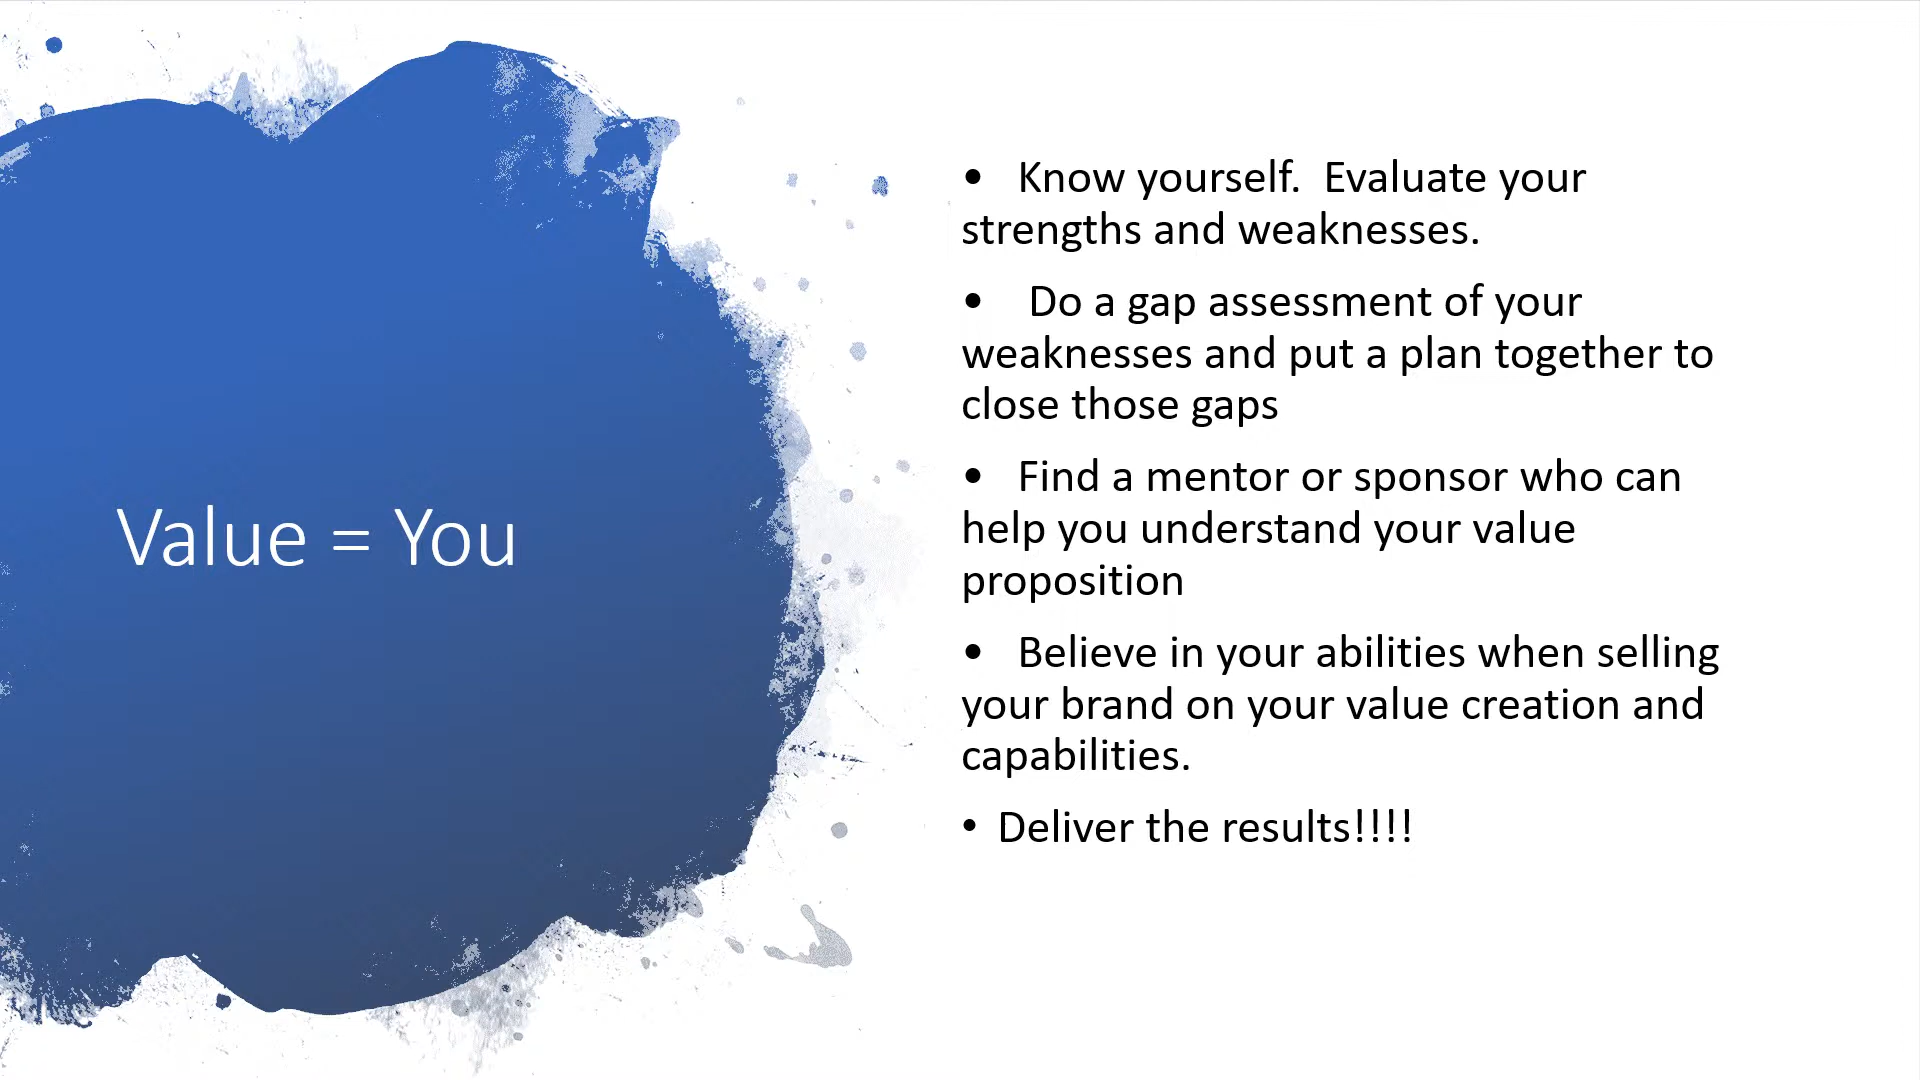 Value = You
• Know yourself.  Evaluate your
strengths and weaknesses.
• Do a gap assessment of your
weaknesses and put a plan together to
close those gaps
• Find a mentor or sponsor who can
help you understand your value
proposition
• Believe in your abilities when selling
your brand on your value creation and
capabilities.
• Deliver the results!!!!